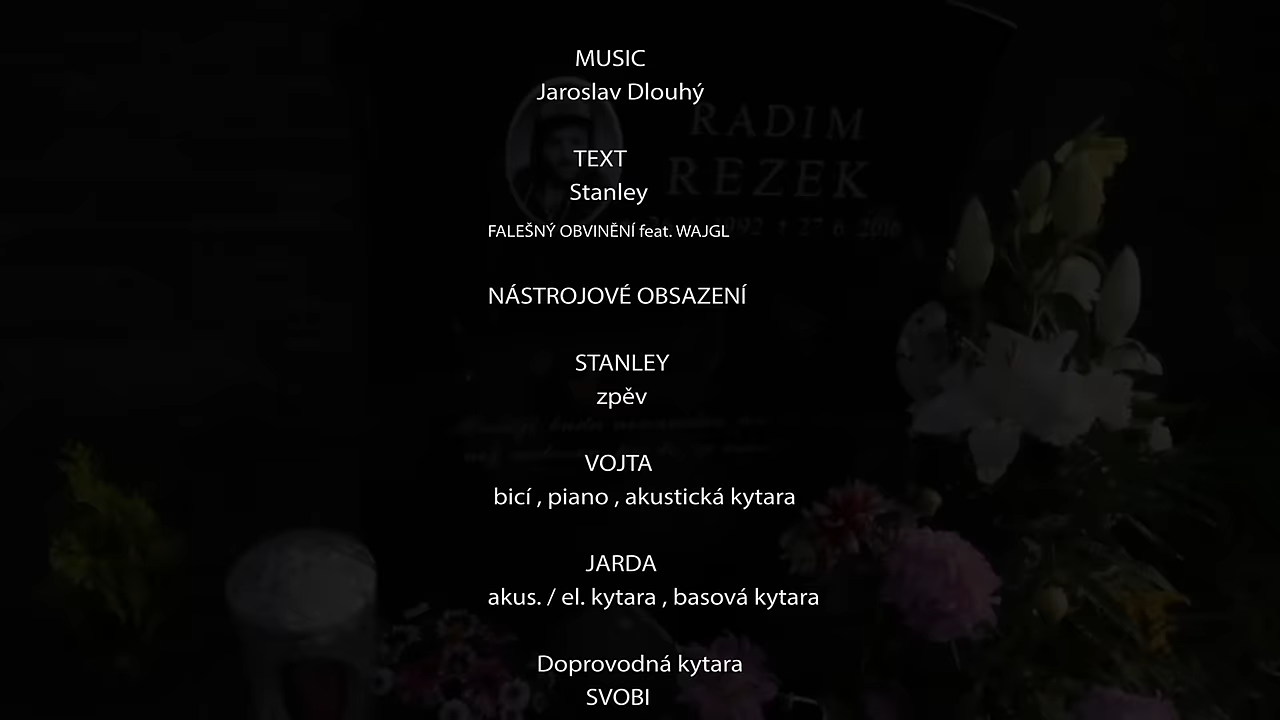 MUSIC
Jaroslav Dlouhý
TEXT
Stanley
FALEŠNÝ OBVINĚNÍ feat. WAJGL
NÁSTROJOVÉ OBSAZENÍ
STANLEY
zpěv
VOJTA
bicí , piano , akustická kytara
JARDA
akus. / el. kytara , basová kytara
Doprovodná kytara
SVOBI
RADIM
REZEK